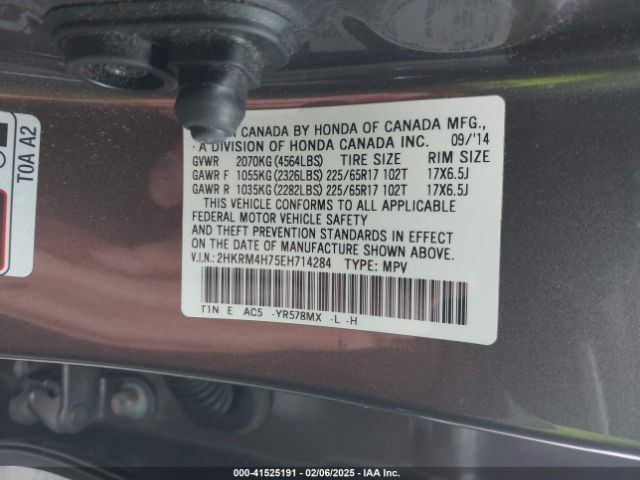 TOA A2
CANADA BY HONDA OF CANADA MFG.,
A DIVISION OF HONDA CANADA INC. 09/'14
GVWR 2070KG (4564LBS) TIRE SIZE RIM SIZE
GAWR F 1055KG (2326LBS) 225/65R17 102T 17X6.5J
GAWR R 1035KG (2282LBS) 225/65R17 102T 17X6.5J
THIS VEHICLE CONFORMS TO ALL APPLICABLE
FEDERAL MOTOR VEHICLE SAFETY
AND THEFT PREVENTION STANDARDS IN EFFECT
ON THE DATE OF MANUFACTURE SHOWN ABOVE.
V.I.N.: 2HKRM4H75EH714284 TYPE: MPV
T1N E AC5 -YR578MX -L -H
000-41525191 - 02/06/2025 - IAA Inc.